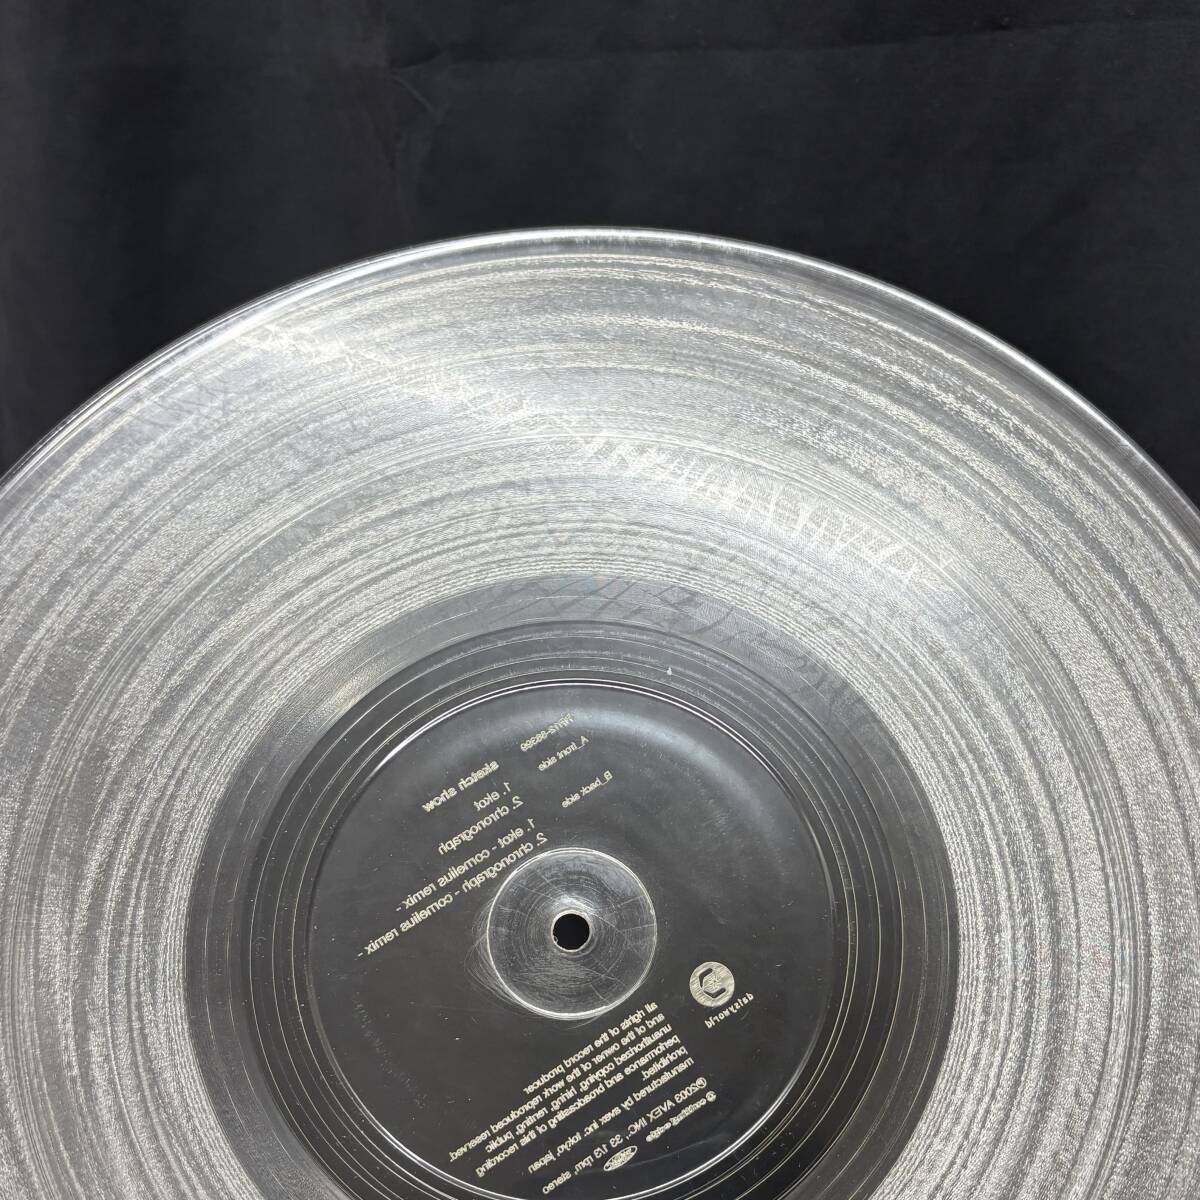 sketch show
A_front side
1. ekot
2. chronograph
B_back side
1. ekot - cornelius remix -
2. chronograph - cornelius remix -
daisyworld
all rights of the record producer
and of the owner of the work reproduced reserved.
unauthorized copying, hiring, renting, public
performance and broadcasting of this recording
prohibited.
manufactured by avex inc. tokyo, japan
℗2003 AVEX INC., 33 1/3 rpm, stereo